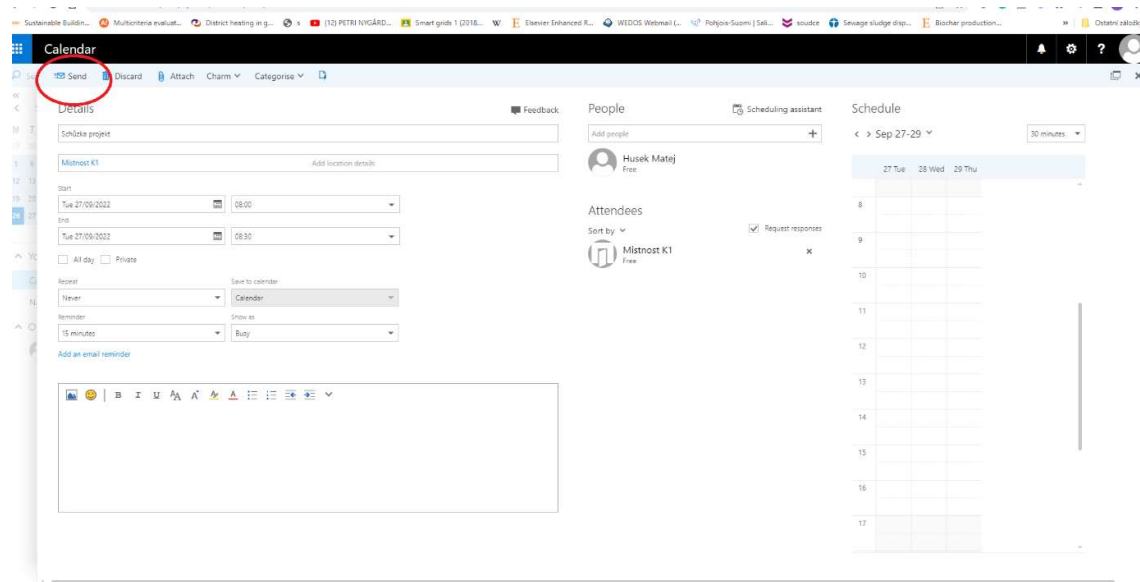 Sustainable Buildin... Multicriteria evaluat... District heating in g... s (12) PETRI NYGÅRD... Smart grids 1 (2018... W Elsevier Enhanced R... WEDOS Webmail (... Pohjois-Suomi | Sali... soudce Sewage sludge disp... Biochar production... » Ostatní záložk
Calendar ?
Send Discard Attach Charm Categorise
Details Feedback People Scheduling assistant Schedule
Schůzka projekt Add people + < > Sep 27-29 30 minutes
Místnost K1 Add location details Husek Matej
Free
27 Tue 28 Wed 29 Thu
Start
Tue 27/09/2022 08:00
End
Tue 27/09/2022 08:30
All day Private
Attendees
Sort by Request responses
Místnost K1
Free
Repeat Save to calendar
Never Calendar
Reminder Show as
15 minutes Busy
Add an email reminder
B I U
8
9
10
11
12
13
14
15
16
17